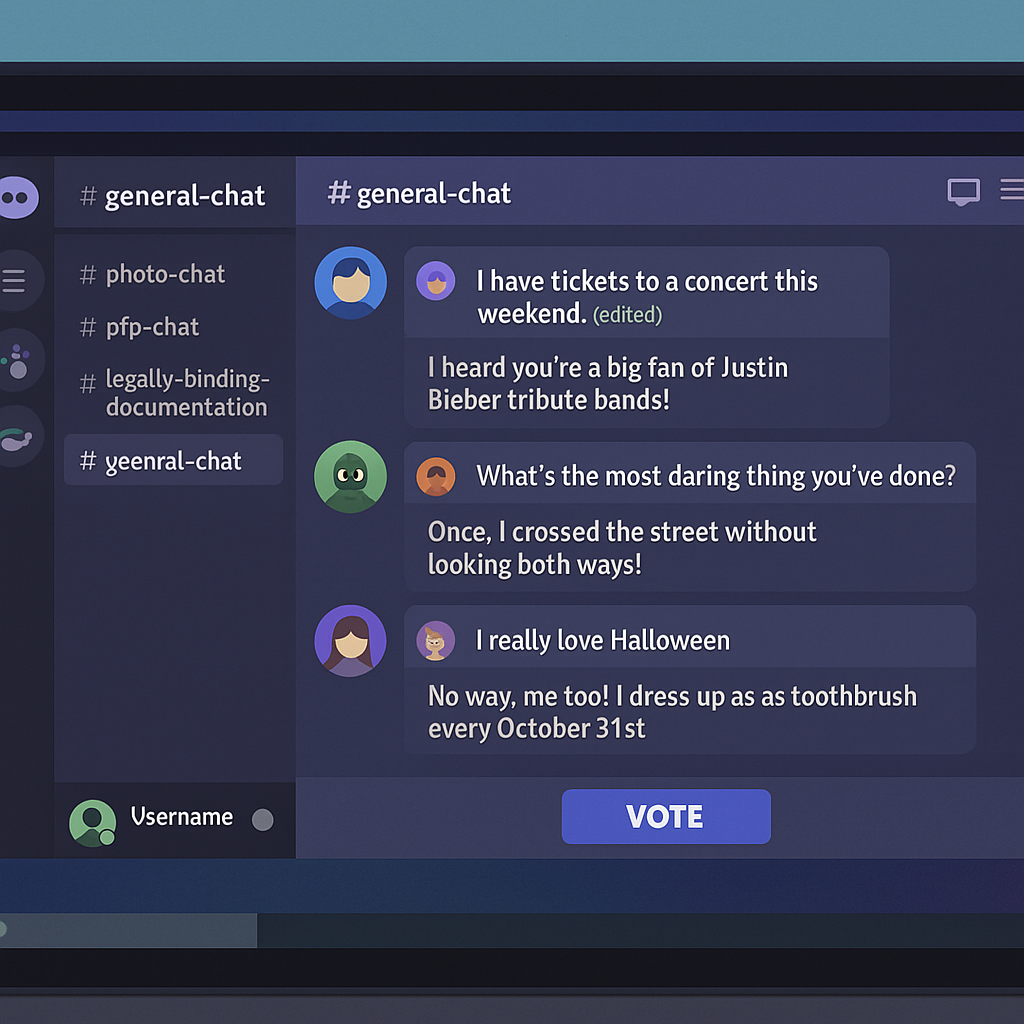 # general-chat
# photo-chat
# pfp-chat
# legally-binding-
documentation
# yeenral-chat
Username
# general-chat
I have tickets to a concert this
weekend. (edited)
I heard you're a big fan of Justin
Bieber tribute bands!
What's the most daring thing you've done?
Once, I crossed the street without
looking both ways!
I really love Halloween
No way, me too! I dress up as as toothbrush
every October 31st
VOTE